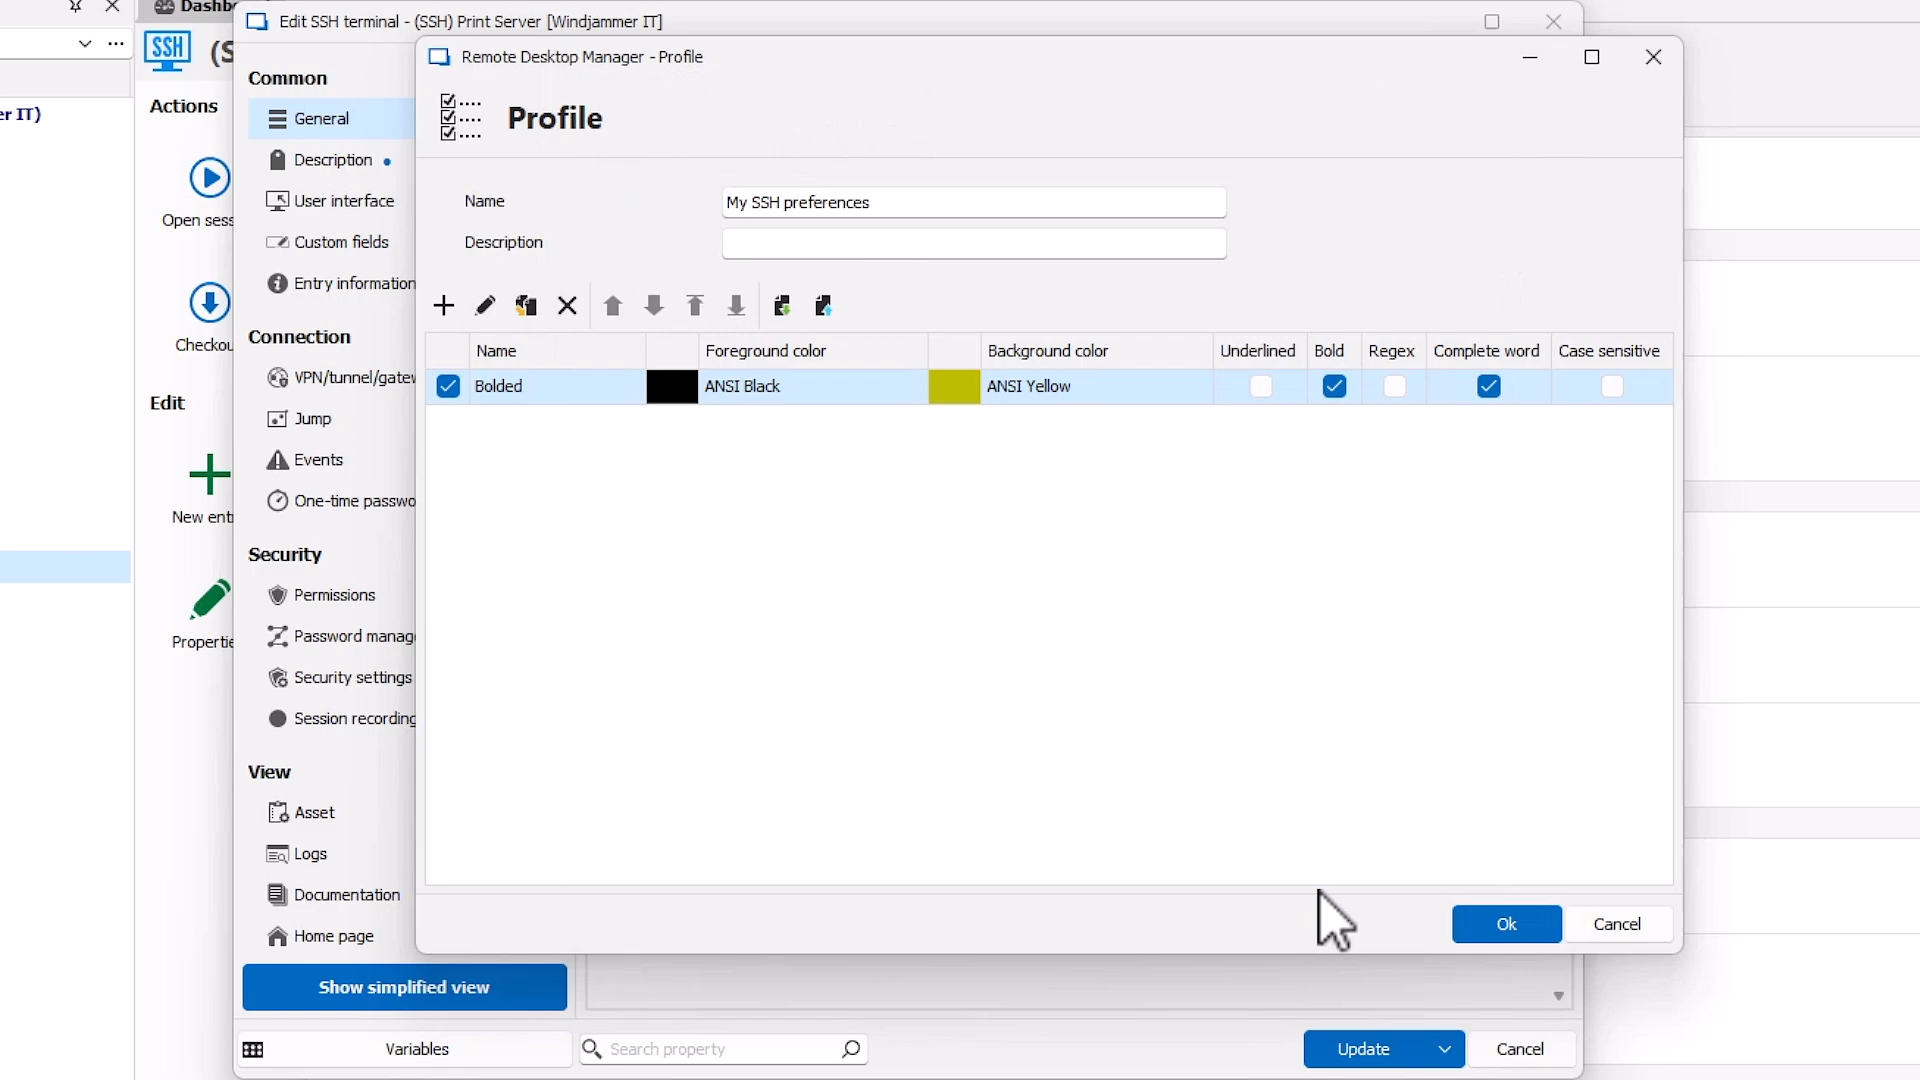 Dashb
Edit SSH terminal - (SSH) Print Server [Windjammer IT]
SSH
(S
Remote Desktop Manager - Profile
Profile
er IT)
Actions
Open sess
Checkou
Edit
New ent
Propertie
Common
General
Description
User interface
Custom fields
Entry information
Connection
VPN/tunnel/gatew
Jump
Events
One-time passwo
Security
Permissions
Password manag
Security settings
Session recording
View
Asset
Logs
Documentation
Home page
Show simplified view
Name
My SSH preferences
Description
Name Foreground color Background color Underlined Bold Regex Complete word Case sensitive
Bolded ANSI Black ANSI Yellow
Ok Cancel
Variables Search property Update Cancel